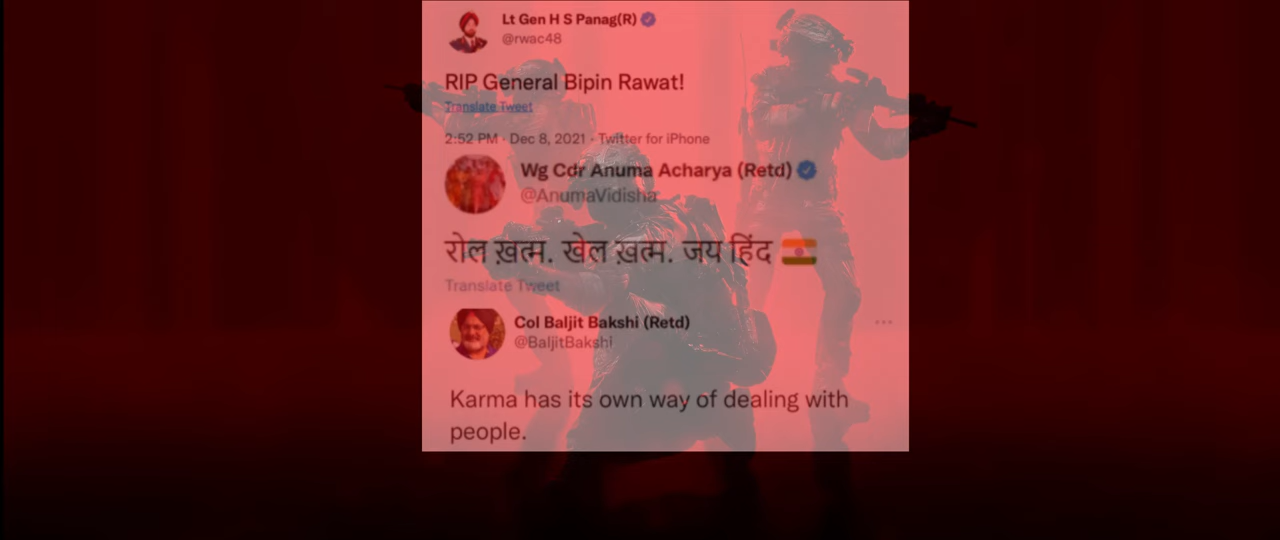 Lt Gen H S Panag(R)
@rwac48
RIP General Bipin Rawat!
Translate Tweet
2:52 PM · Dec 8, 2021 · Twitter for iPhone
Wg Cdr Anuma Acharya (Retd)
@AnumaVidisha
रोल ख़त्म. खेल ख़त्म. जय हिंद 🇮🇳
Translate Tweet
Col Baljit Bakshi (Retd)
@BaljitBakshi
Karma has its own way of dealing with
people.